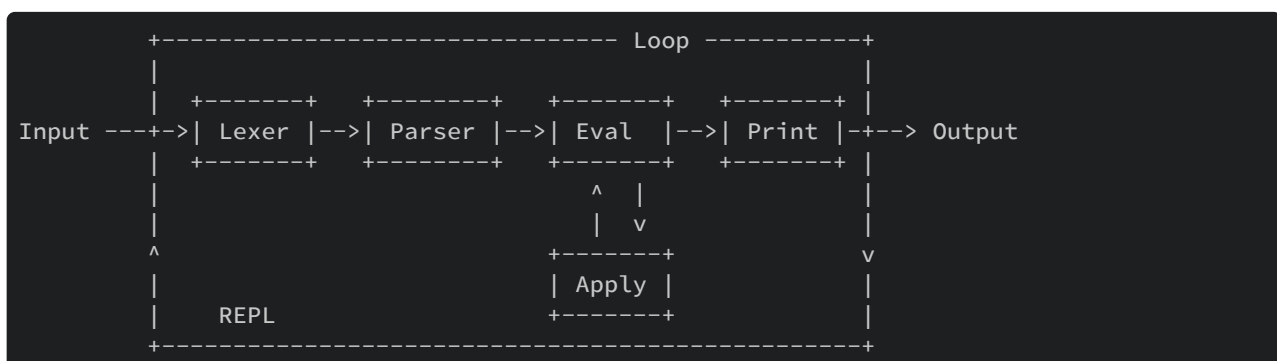 +-------------------------------- Loop -----------+
|                                                 |
|  +-------+   +--------+   +-------+   +-------+ |
Input ---+->| Lexer |-->| Parser |-->| Eval  |-->| Print |-+--> Output
|  +-------+   +--------+   +-------+   +-------+ |
|                              ^  |               |
|                              |  v               |
^                           +-------+             v
|                           | Apply |             |
|    REPL                   +-------+             |
+-------------------------------------------------+